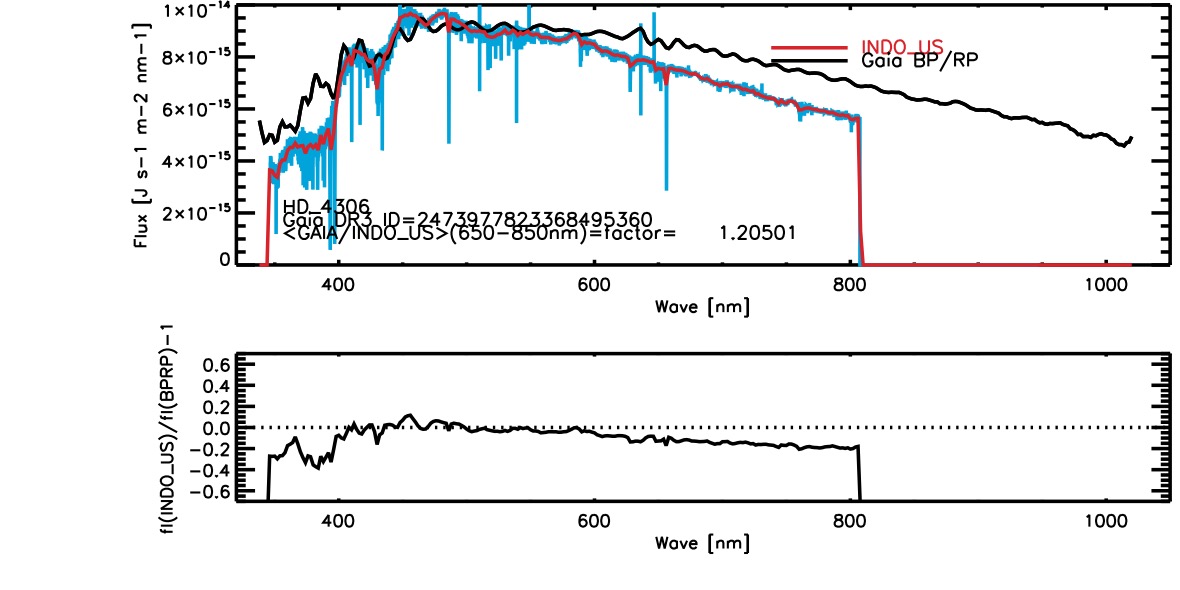 1×10-14
8×10-15
6×10-15
4×10-15
2×10-15
0
Flux [J s-1 m-2 nm-1]
INDO_US
Gaia BP/RP
HD_4306
Gaia DR3 ID=2473977823368495360
<GAIA/INDO_US>(650-850nm)=factor= 1.20501
400 600 800 1000
Wave [nm]
fl(INDO_US)/fl(BPRP)-1
0.6
0.4
0.2
0.0
-0.2
-0.4
-0.6
400 600 800 1000
Wave [nm]